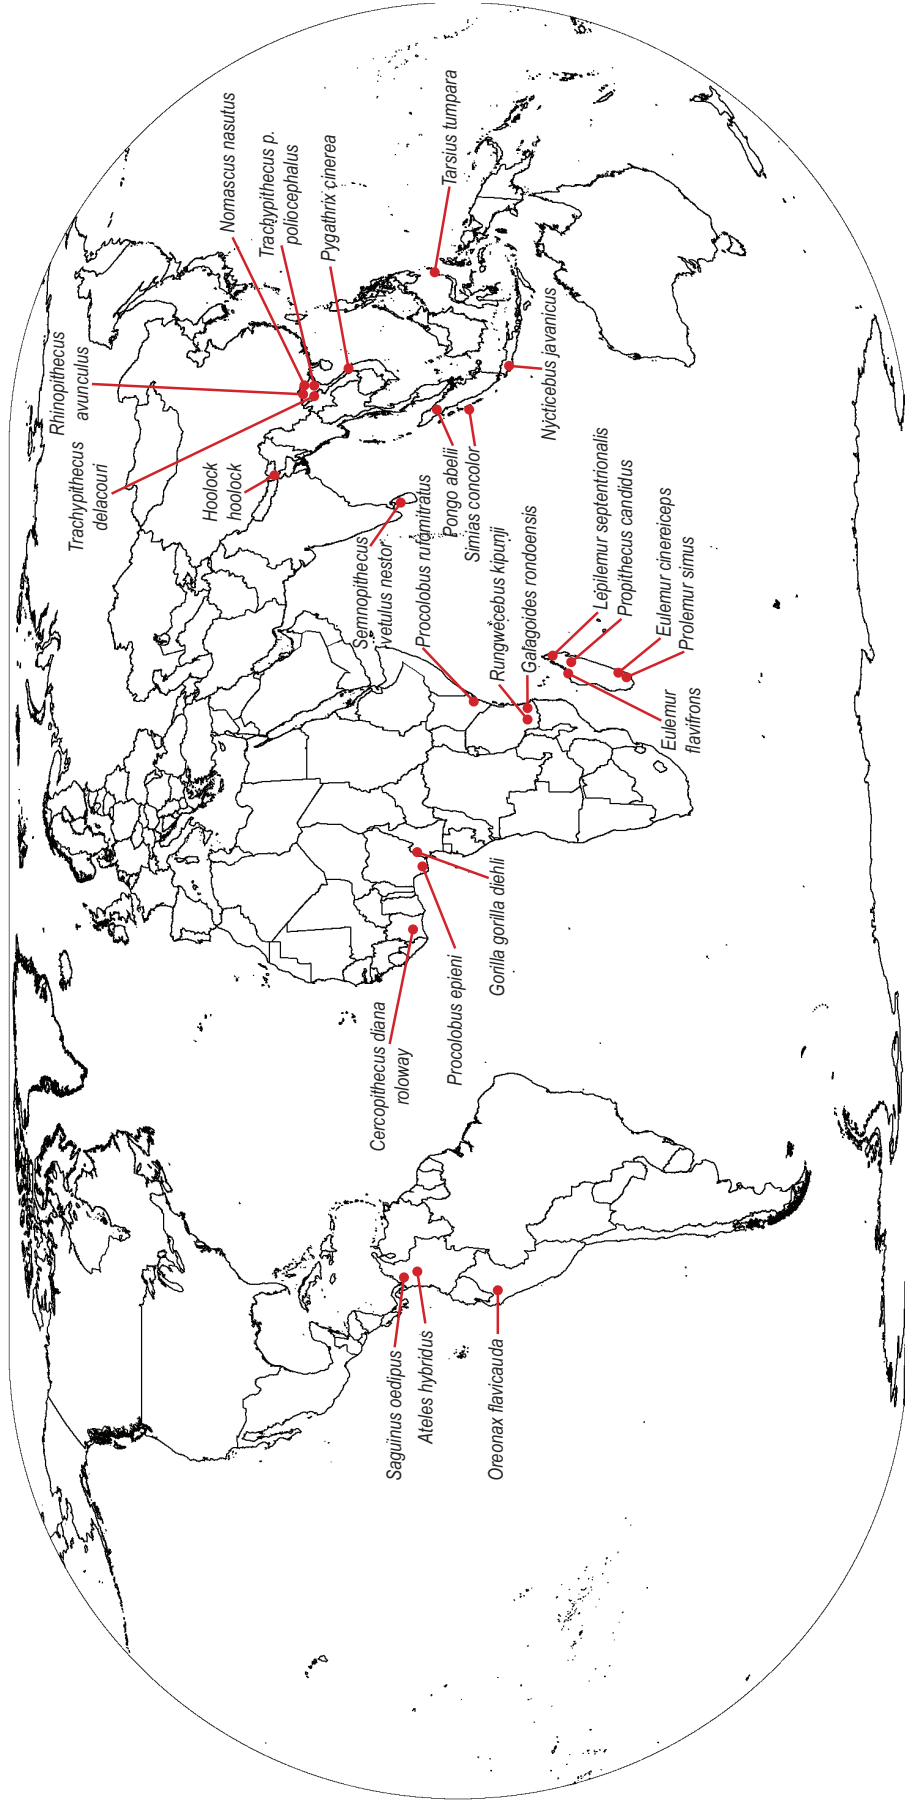 Saguinus oedipus
Ateles hybridus
Oreonax flavicauda
Cercopithecus diana
roloway
Procolobus epieni
Gorilla gorilla diehli
Procolobus rufomitratus
Rungwecebus kipunji
Galagoides rondoensis
Eulemur
flavifrons
Lepilemur septentrionalis
Propithecus candidus
Eulemur cinereiceps
Prolemur simus
Semnopithecus
vetulus nestor
Hoolock
hoolock
Trachypithecus
delacouri
Rhinopithecus
avunculus
Nomascus nasutus
Trachypithecus p.
poliocephalus
Pygathrix cinerea
Pongo abelii
Simias concolor
Nycticebus javanicus
Tarsius tumpara